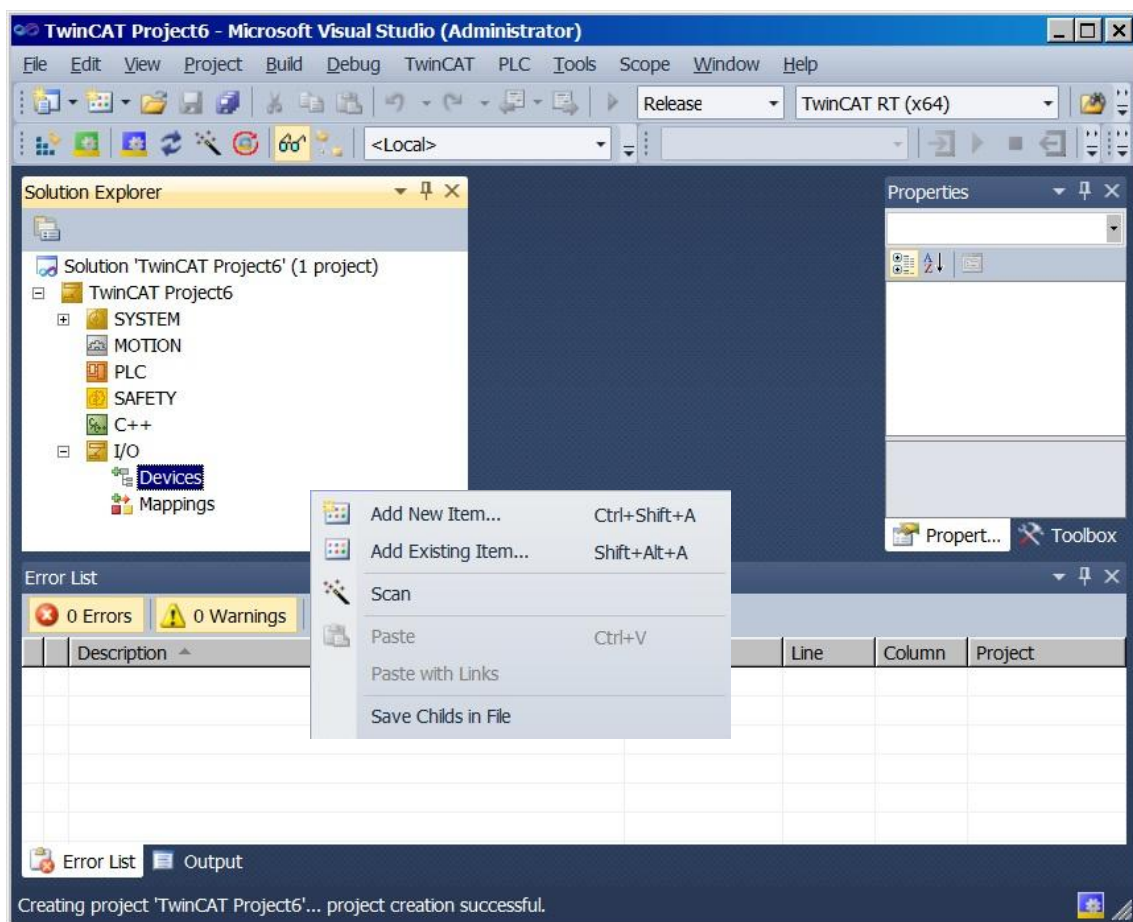 TwinCAT Project6 - Microsoft Visual Studio (Administrator)
File Edit View Project Build Debug TwinCAT PLC Tools Scope Window Help
Release TwinCAT RT (x64)
<Local>
Solution Explorer
Solution 'TwinCAT Project6' (1 project)
TwinCAT Project6
SYSTEM
MOTION
PLC
SAFETY
C++
I/O
Devices
Mappings
Add New Item... Ctrl+Shift+A
Add Existing Item... Shift+Alt+A
Scan
Paste Ctrl+V
Paste with Links
Save Childs in File
Properties
Propert... Toolbox
Error List
0 Errors 0 Warnings
Description Line Column Project
Error List Output
Creating project 'TwinCAT Project6'... project creation successful.